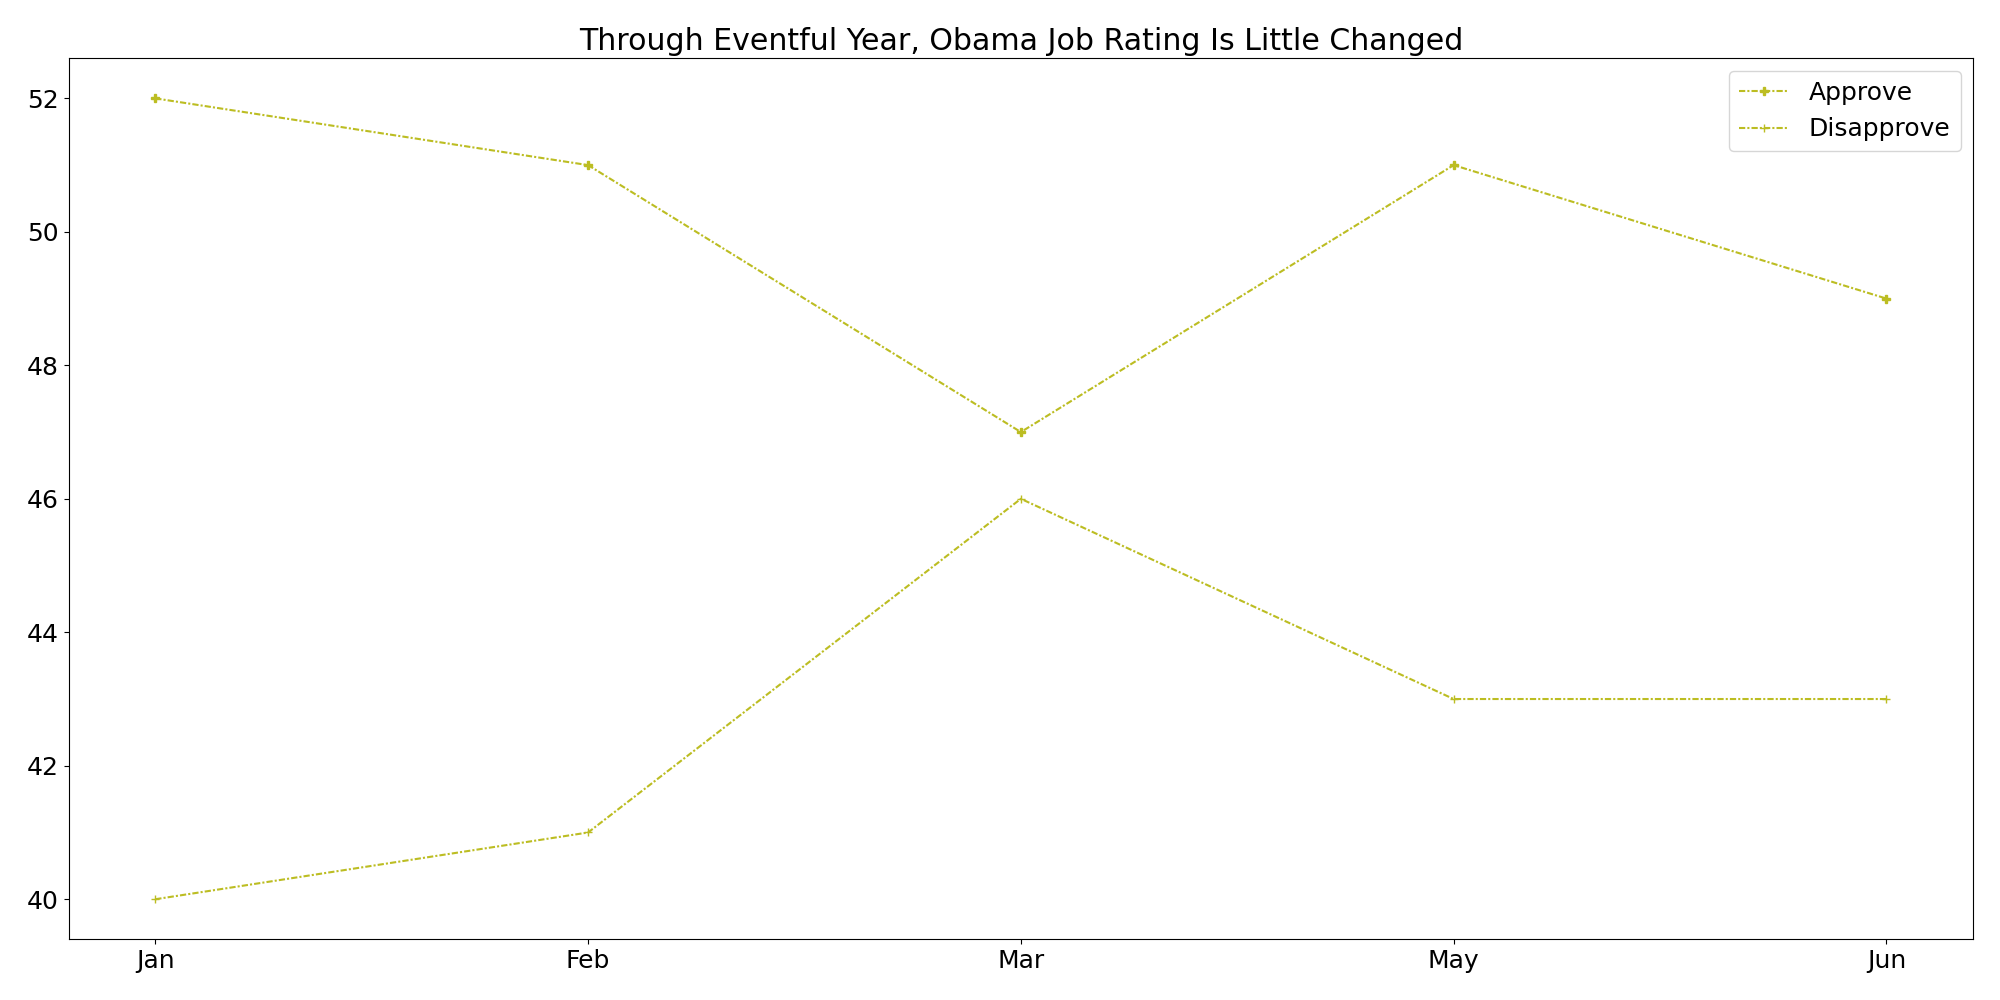 Through Eventful Year, Obama Job Rating Is Little Changed
Approve
Disapprove
52
50
48
46
44
42
40
Jan Feb Mar May Jun